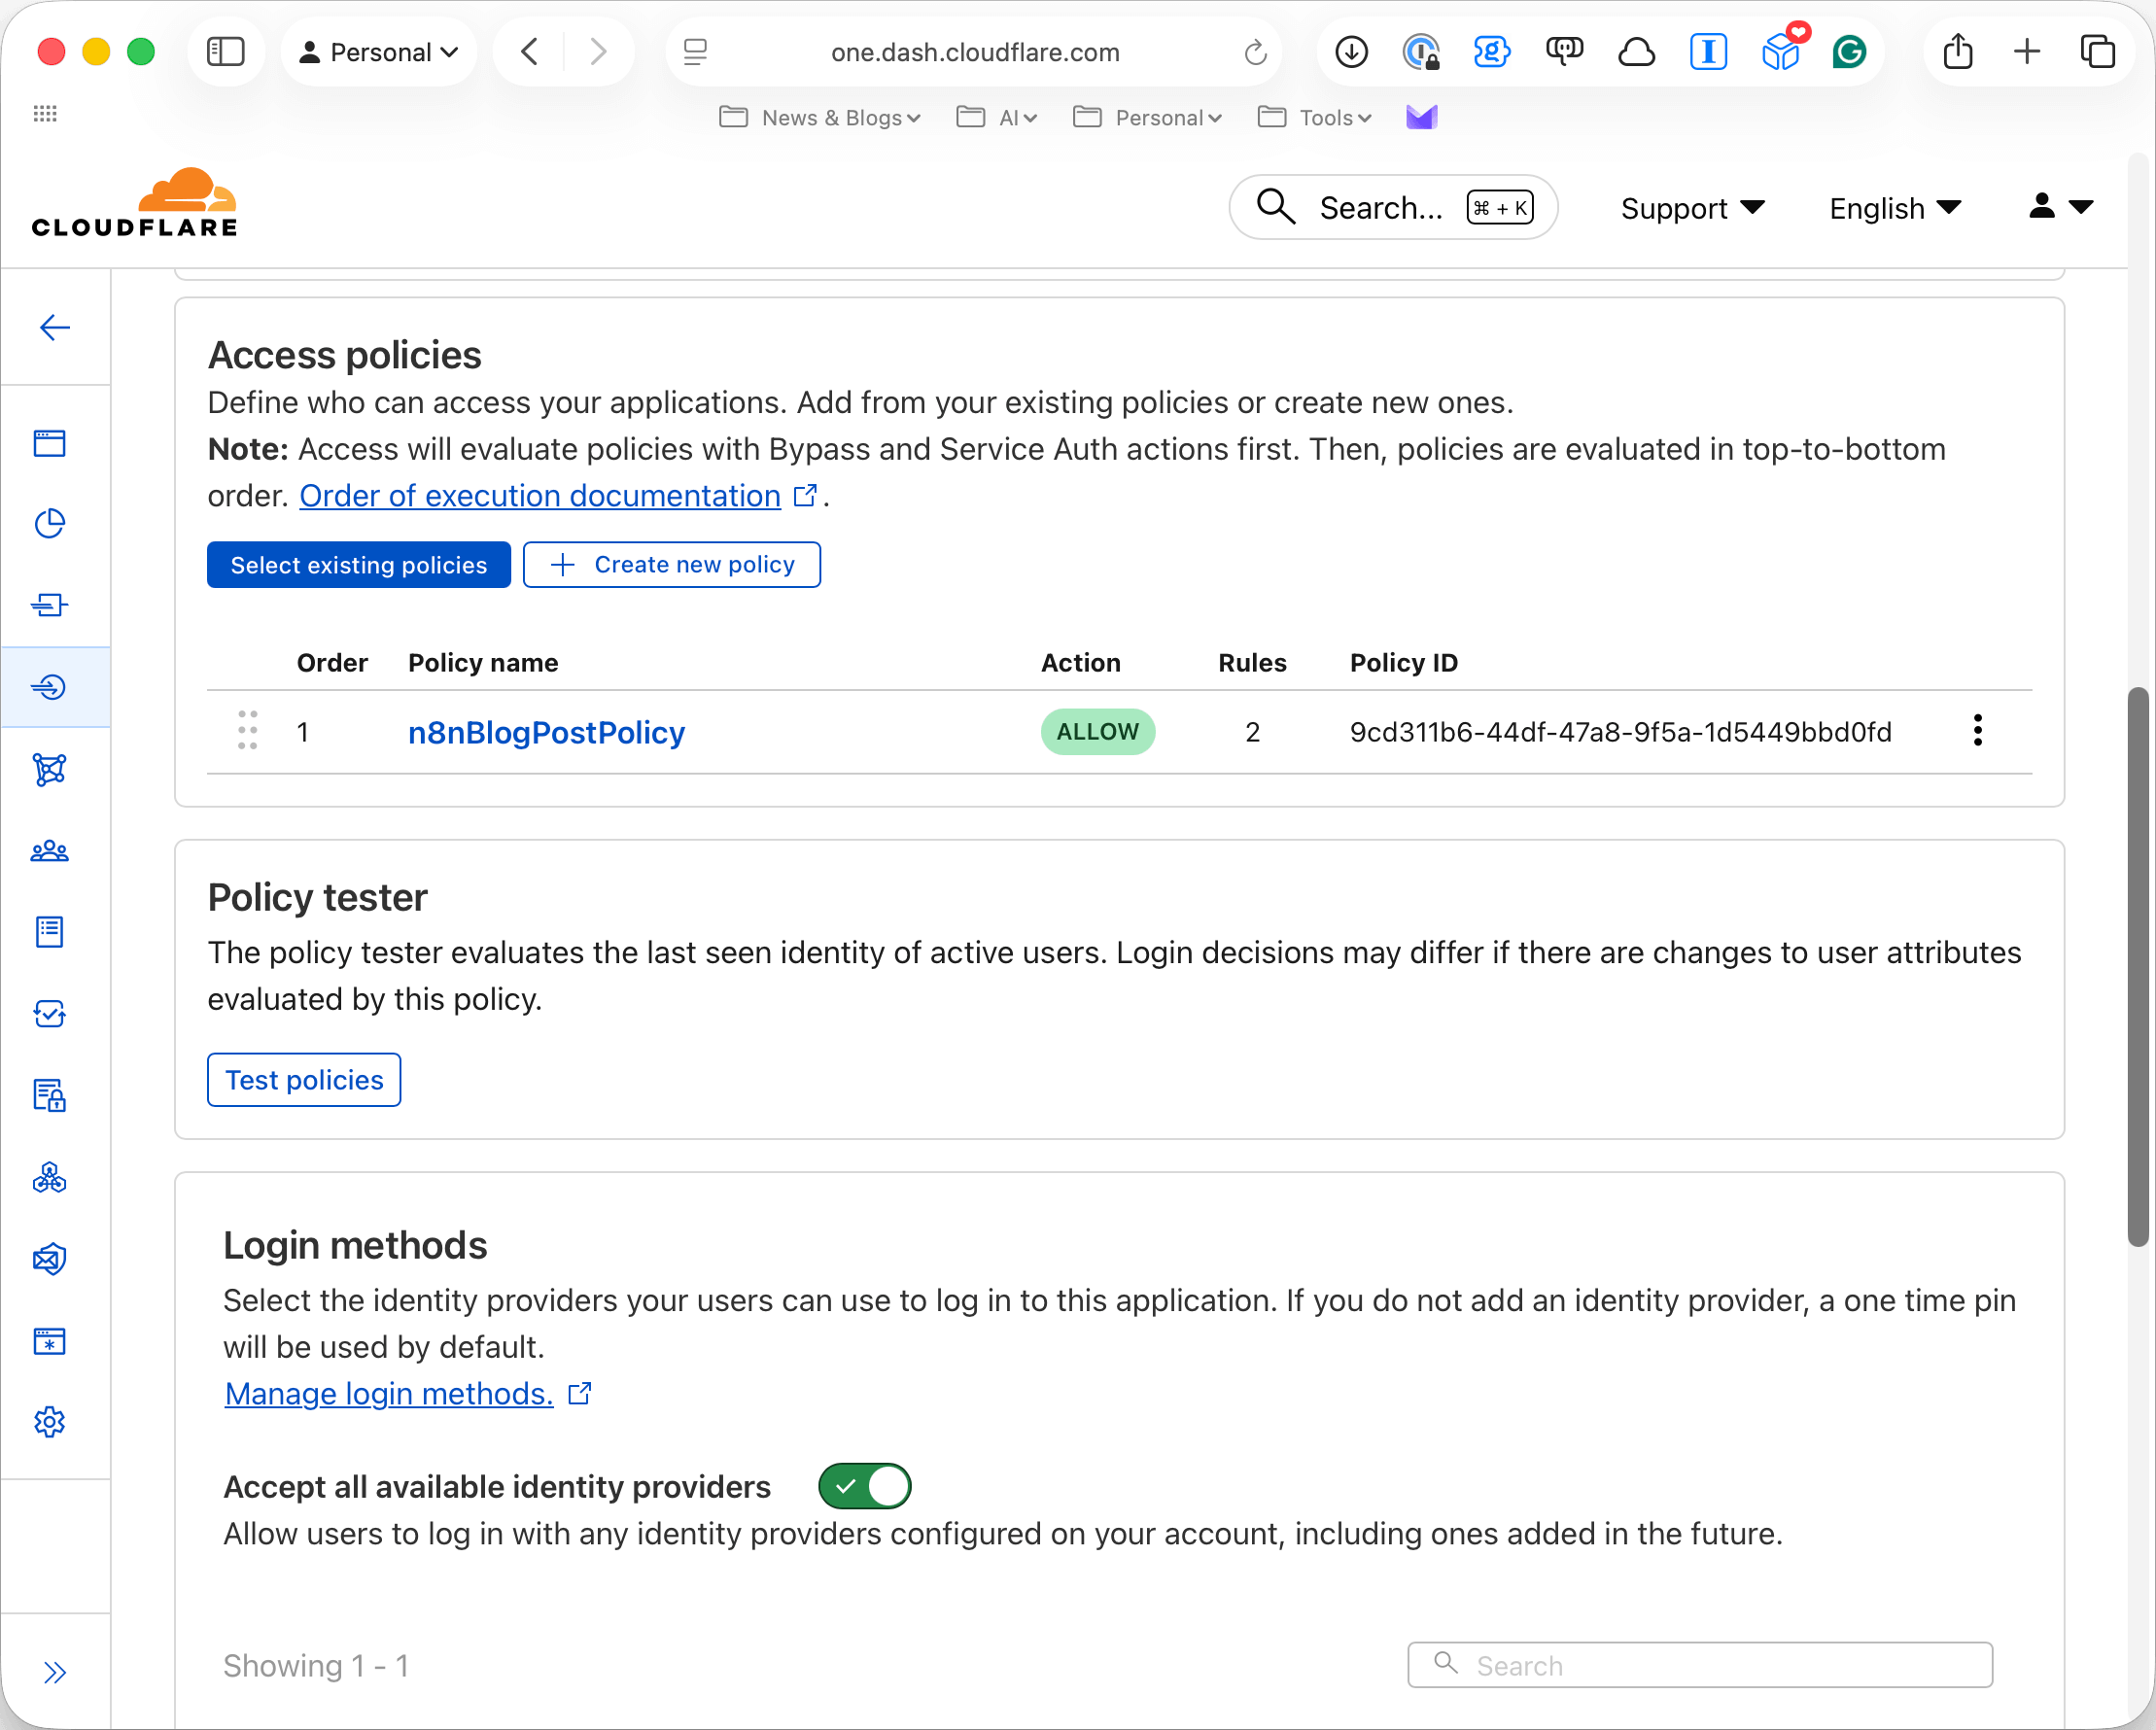 Personal
one.dash.cloudflare.com
News & Blogs
AI
Personal
Tools
CLOUDFLARE
Search...
⌘ + K
Support
English
Access policies
Define who can access your applications. Add from your existing policies or create new ones.
Note: Access will evaluate policies with Bypass and Service Auth actions first. Then, policies are evaluated in top-to-bottom
order. Order of execution documentation .
Select existing policies
Create new policy
Order Policy name Action Rules Policy ID
1 n8nBlogPostPolicy ALLOW 2 9cd311b6-44df-47a8-9f5a-1d5449bbd0fd
Policy tester
The policy tester evaluates the last seen identity of active users. Login decisions may differ if there are changes to user attributes
evaluated by this policy.
Test policies
Login methods
Select the identity providers your users can use to log in to this application. If you do not add an identity provider, a one time pin
will be used by default.
Manage login methods.
Accept all available identity providers
Allow users to log in with any identity providers configured on your account, including ones added in the future.
Showing 1 - 1
Search